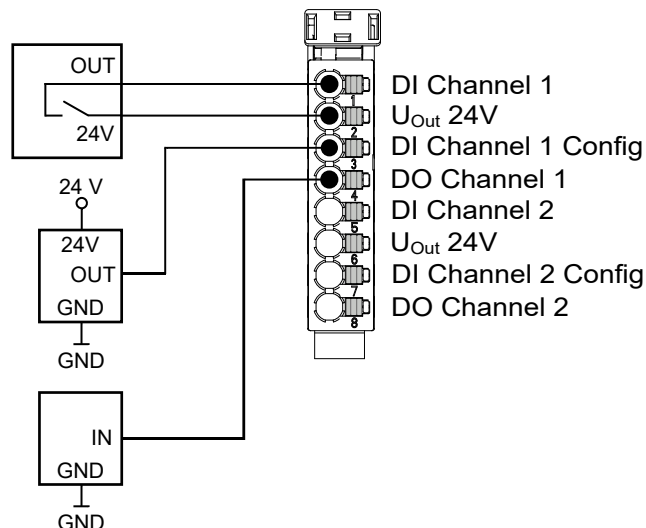 OUT
24V
24 V
24V
OUT
GND
GND
IN
GND
GND
1
2
3
4
5
6
7
8
DI Channel 1
UOut 24V
DI Channel 1 Config
DO Channel 1
DI Channel 2
UOut 24V
DI Channel 2 Config
DO Channel 2